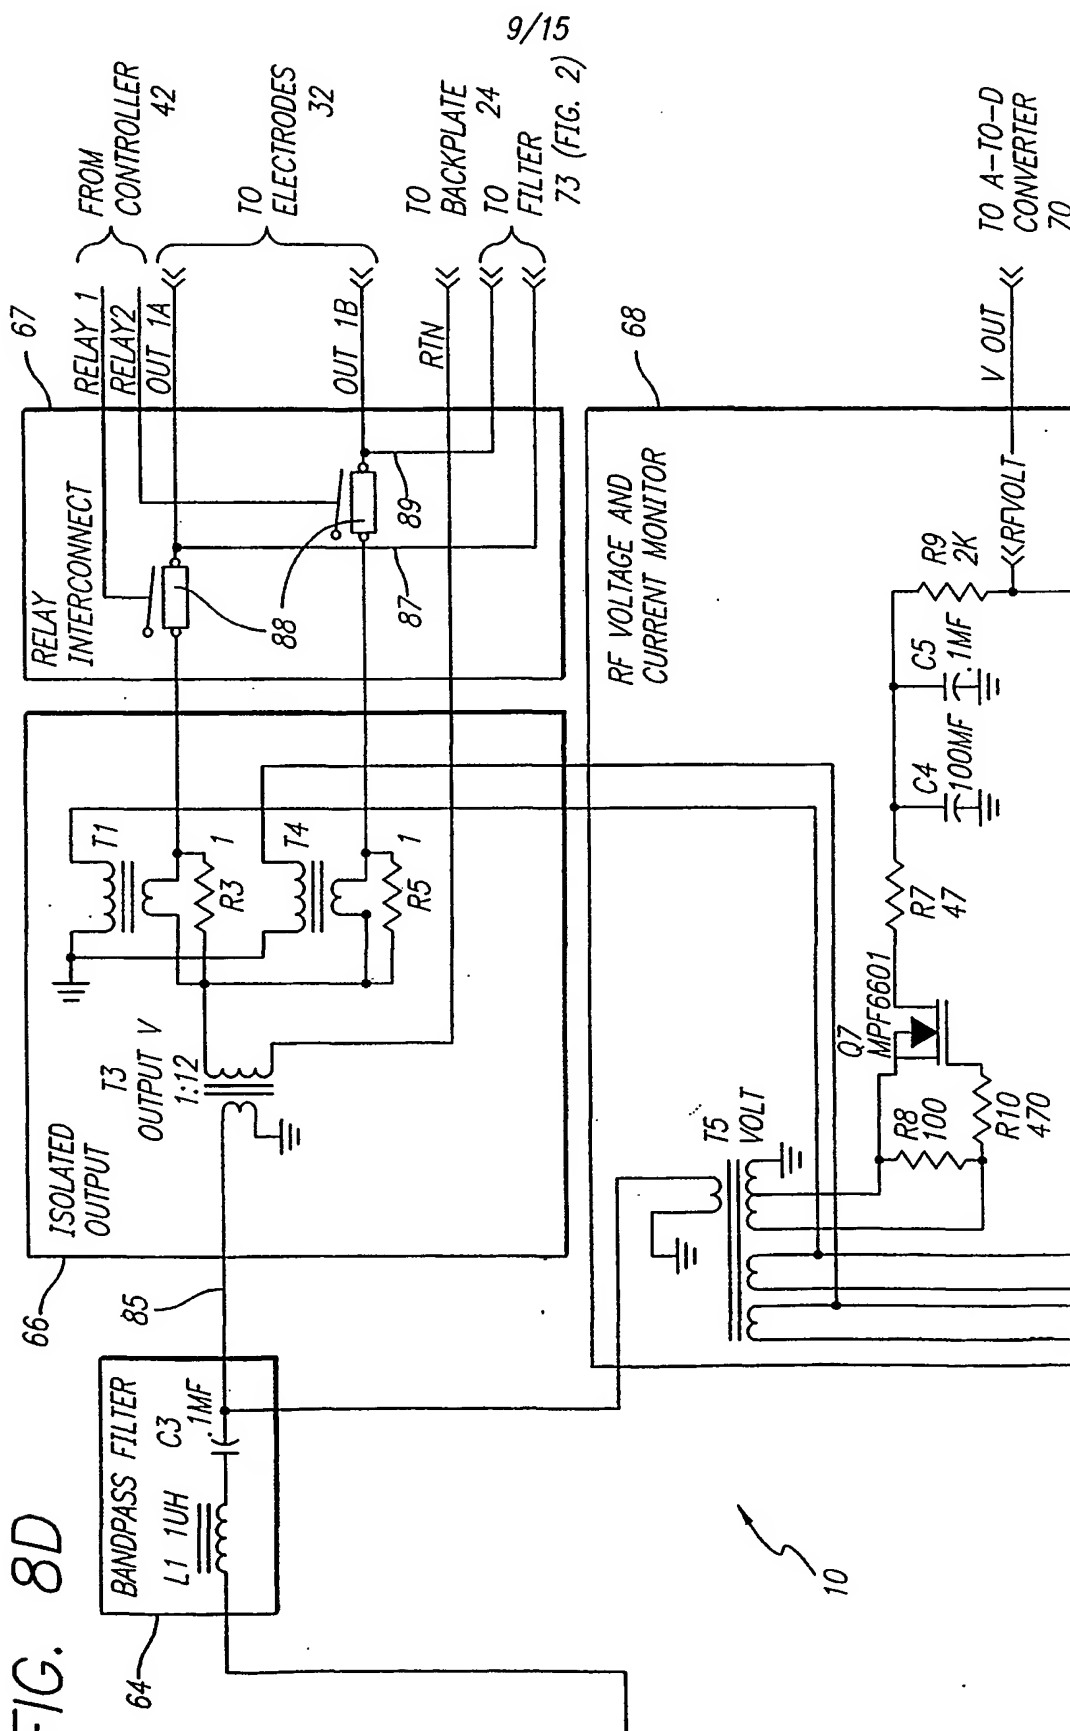 9/15
FIG. 8D
64
BANDPASS FILTER
L1 1UH
C3
.1MF
85
66
ISOLATED
OUTPUT
T3
OUTPUT V
1:12
T1
R3
1
T4
R5
1
67
RELAY
INTERCONNECT
88
87
89
RELAY 1
RELAY2
OUT 1A
OUT 1B
RTN
FROM
CONTROLLER
42
TO
ELECTRODES
32
TO
BACKPLATE
24
TO
FILTER
73 (FIG. 2)
68
RF VOLTAGE AND
CURRENT MONITOR
T5
VOLT
R8
100
R10
470
Q7
MPF6601
R7
47
C4
100MF
C5
.1MF
R9
2K
RFVOLT
V OUT
TO A-TO-D
CONVERTER
70
10